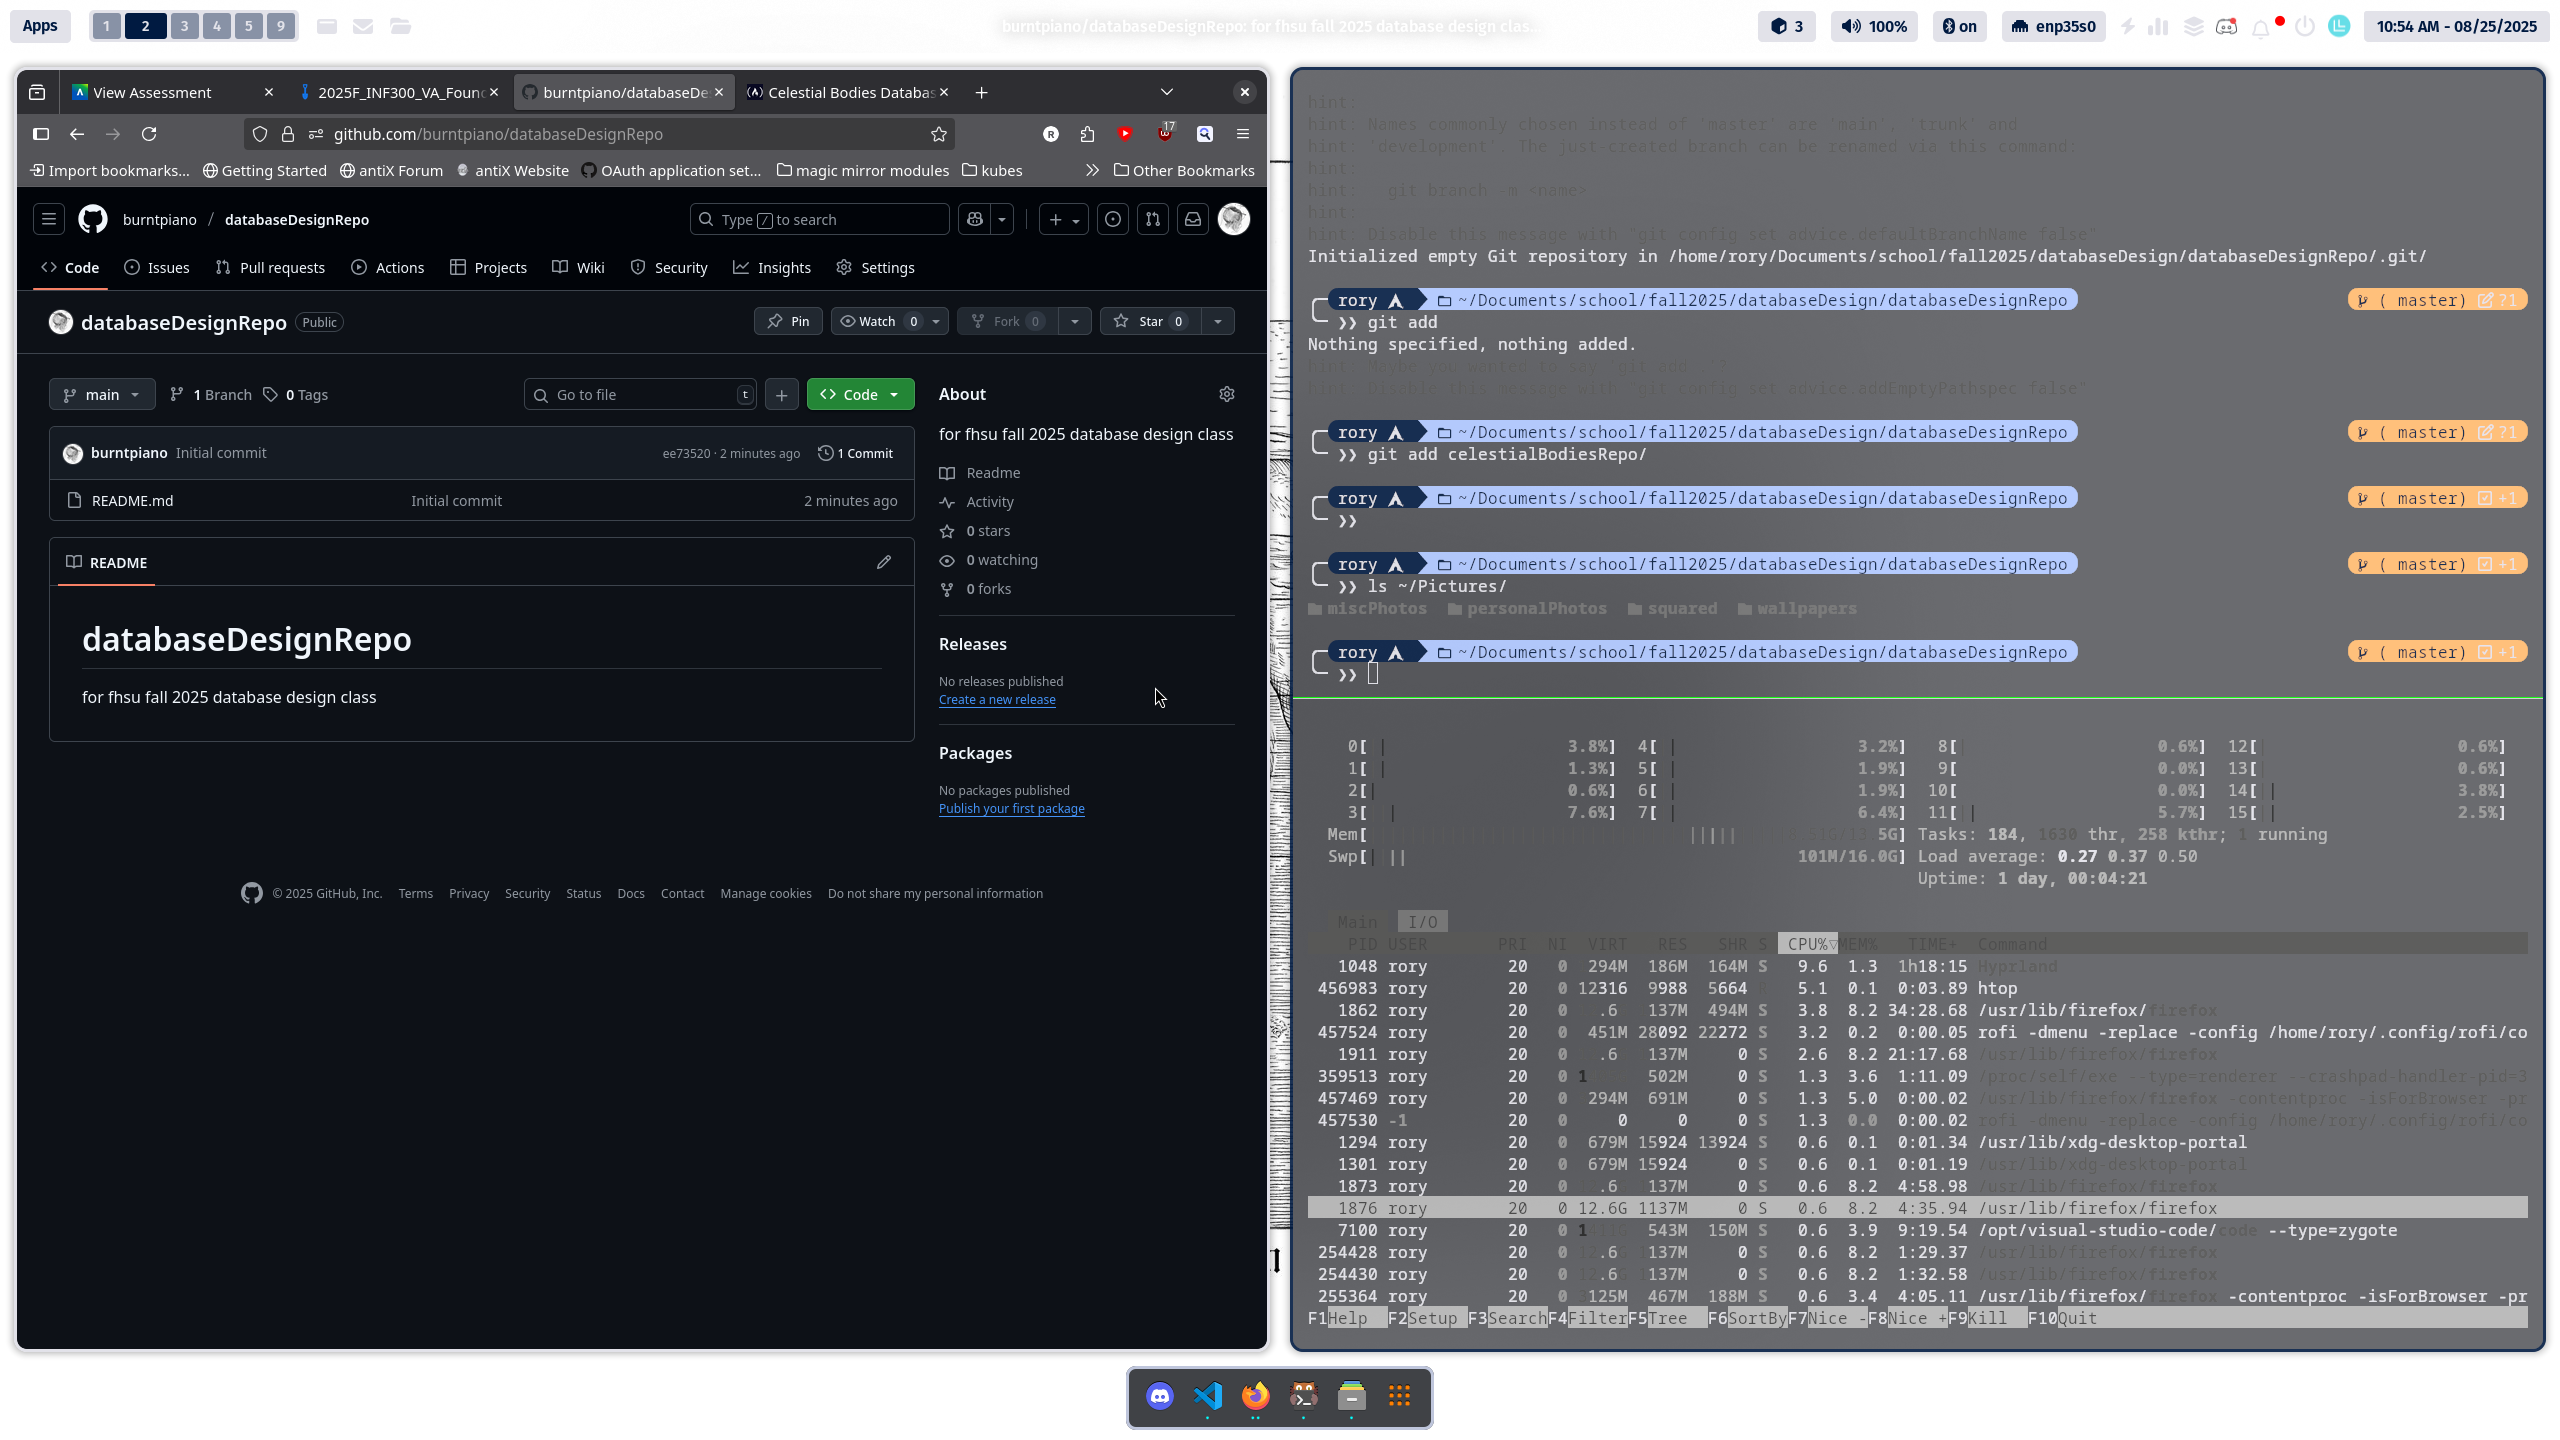 Apps 1 2 3 4 5 9
burntpiano/databaseDesignRepo: for fhsu fall 2025 database design clas...
3 100% on enp35s0 10:54 AM - 08/25/2025
View Assessment
2025F_INF300_VA_Foun
burntpiano/databaseDe
Celestial Bodies Databas
github.com/burntpiano/databaseDesignRepo
17
Import bookmarks... Getting Started antiX Forum antiX Website OAuth application set... magic mirror modules kubes Other Bookmarks
burntpiano / databaseDesignRepo
Type / to search
Code Issues Pull requests Actions Projects Wiki Security Insights Settings
databaseDesignRepo Public
Pin Watch 0 Fork 0 Star 0
main 1 Branch 0 Tags
Go to file t
Code
burntpiano Initial commit ee73520 · 2 minutes ago 1 Commit
README.md Initial commit 2 minutes ago
README
databaseDesignRepo
for fhsu fall 2025 database design class
About
for fhsu fall 2025 database design class
Readme
Activity
0 stars
0 watching
0 forks
Releases
No releases published
Create a new release
Packages
No packages published
Publish your first package
© 2025 GitHub, Inc. Terms Privacy Security Status Docs Contact Manage cookies Do not share my personal information
hint:
hint: Names commonly chosen instead of 'master' are 'main', 'trunk' and
hint: 'development'. The just-created branch can be renamed via this command:
hint:
hint: git branch -m <name>
hint:
hint: Disable this message with "git config set advice.defaultBranchName false"
Initialized empty Git repository in /home/rory/Documents/school/fall2025/databaseDesign/databaseDesignRepo/.git/
rory ~/Documents/school/fall2025/databaseDesign/databaseDesignRepo ( master) ?1
❯❯ git add
Nothing specified, nothing added.
hint: Maybe you wanted to say 'git add .'?
hint: Disable this message with "git config set advice.addEmptyPathspec false"
rory ~/Documents/school/fall2025/databaseDesign/databaseDesignRepo ( master) ?1
❯❯ git add celestialBodiesRepo/
rory ~/Documents/school/fall2025/databaseDesign/databaseDesignRepo ( master) +1
❯❯
rory ~/Documents/school/fall2025/databaseDesign/databaseDesignRepo ( master) +1
❯❯ ls ~/Pictures/
miscPhotos personalPhotos squared wallpapers
rory ~/Documents/school/fall2025/databaseDesign/databaseDesignRepo ( master) +1
❯❯
0[| 3.8%] 4[| 3.2%] 8[ 0.6%] 12[ 0.6%]
1[| 1.3%] 5[| 1.9%] 9[ 0.0%] 13[ 0.6%]
2[| 0.6%] 6[| 1.9%] 10[ 0.0%] 14[|| 3.8%]
3[| 7.6%] 7[| 6.4%] 11[|| 5.7%] 15[|| 2.5%]
Mem[ ||||| 5G] Tasks: 184, 1630 thr, 258 kthr; 1 running
Swp[||| 101M/16.0G] Load average: 0.27 0.37 0.50
Uptime: 1 day, 00:04:21
Main I/O
PID USER PRI NI VIRT RES SHR S CPU%▽MEM% TIME+ Command
1048 rory 20 0 294M 186M 164M S 9.6 1.3 1h18:15 Hyprland
456983 rory 20 0 12316 9988 5664 5.1 0.1 0:03.89 htop
1862 rory 20 0 .6 137M 494M S 3.8 8.2 34:28.68 /usr/lib/firefox/firefox
457524 rory 20 0 451M 28092 22272 S 3.2 0.2 0:00.05 rofi -dmenu -replace -config /home/rory/.config/rofi/co
1911 rory 20 0 .6 137M 0 S 2.6 8.2 21:17.68 /usr/lib/firefox/firefox
359513 rory 20 0 1 502M 0 S 1.3 3.6 1:11.09 /proc/self/exe --type=renderer --crashpad-handler-pid=3
457469 rory 20 0 294M 691M 0 S 1.3 5.0 0:00.02 /usr/lib/firefox/firefox -contentproc -isForBrowser -pr
457530 -1 20 0 0 0 0 S 1.3 0.0 0:00.02 rofi -dmenu -replace -config /home/rory/.config/rofi/co
1294 rory 20 0 679M 15924 13924 S 0.6 0.1 0:01.34 /usr/lib/xdg-desktop-portal
1301 rory 20 0 679M 15924 0 S 0.6 0.1 0:01.19 /usr/lib/xdg-desktop-portal
1873 rory 20 0 .6 137M 0 S 0.6 8.2 4:58.98 /usr/lib/firefox/firefox
1876 rory 20 0 12.6G 1137M 0 S 0.6 8.2 4:35.94 /usr/lib/firefox/firefox
7100 rory 20 0 1 543M 150M S 0.6 3.9 9:19.54 /opt/visual-studio-code/code --type=zygote
254428 rory 20 0 12.6 1137M 0 S 0.6 8.2 1:29.37 /usr/lib/firefox/firefox
254430 rory 20 0 12.6 1137M 0 S 0.6 8.2 1:32.58 /usr/lib/firefox/firefox
255364 rory 20 0 125M 467M 188M S 0.6 3.4 4:05.11 /usr/lib/firefox/firefox -contentproc -isForBrowser -pr
F1Help F2Setup F3SearchF4FilterF5Tree F6SortByF7Nice -F8Nice +F9Kill F10Quit